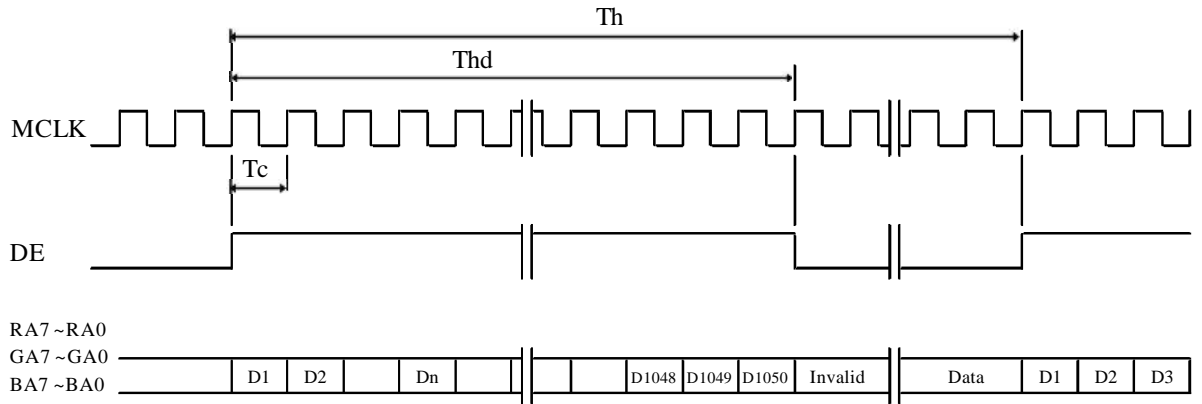 Th
Thd
MCLK
Tc
DE
RA7~RA0
GA7~GA0
BA7~BA0
D1 D2 Dn D1048 D1049 D1050 Invalid Data D1 D2 D3